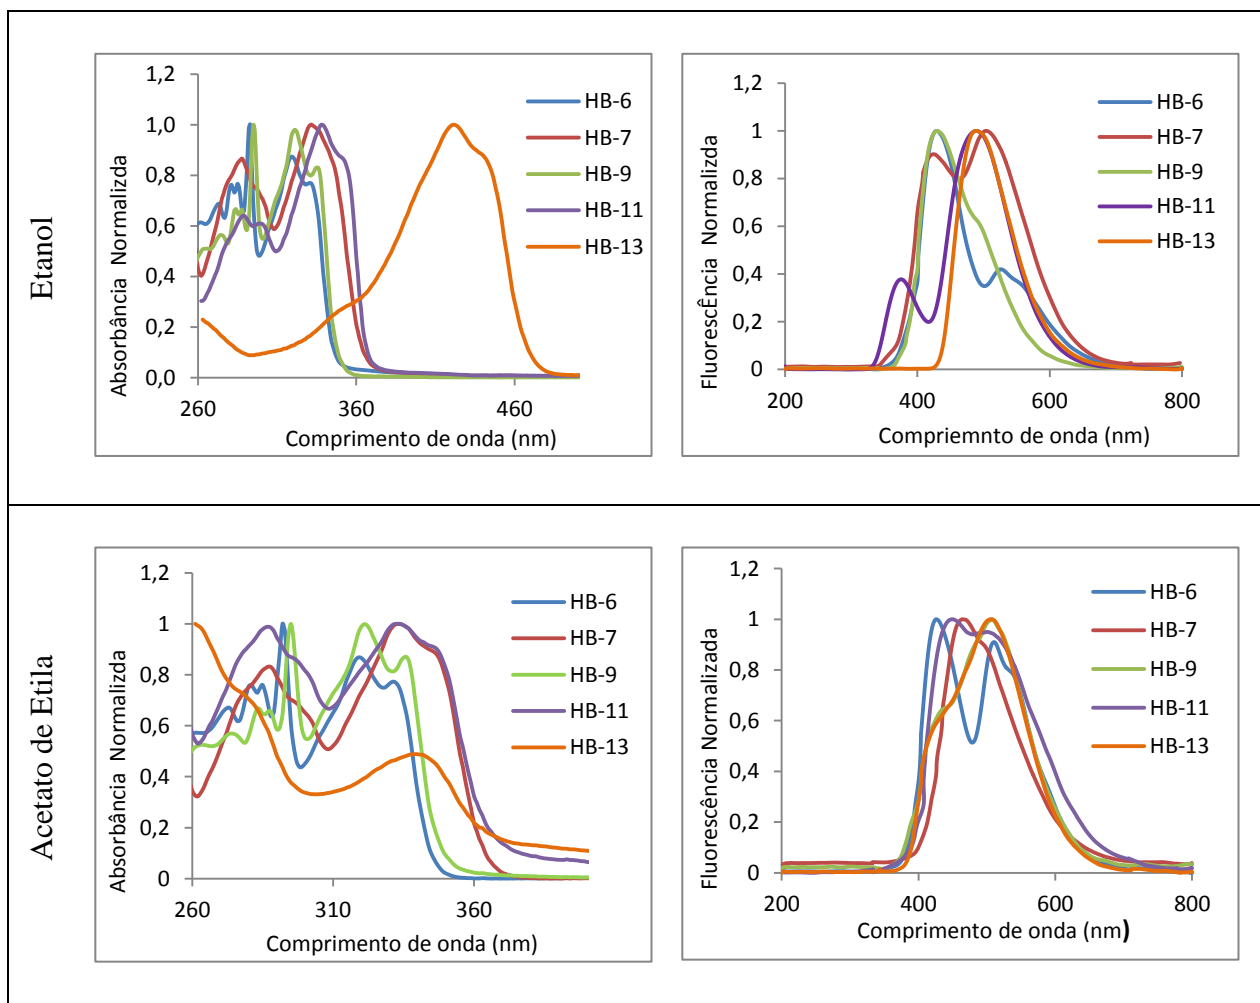 Etanol
Absorbância Normalizda
1,2
1,0
0,8
0,6
0,4
0,2
0,0
260
360
460
Comprimento de onda (nm)
HB-6
HB-7
HB-9
HB-11
HB-13
FluorescÊncia Normalizda
1,2
1
0,8
0,6
0,4
0,2
0
200
400
600
800
Compriemnto de onda (nm)
HB-6
HB-7
HB-9
HB-11
HB-13
Acetato de Etila
Absorbância Normalizda
1,2
1
0,8
0,6
0,4
0,2
0
260
310
360
Comprimento de onda (nm)
HB-6
HB-7
HB-9
HB-11
HB-13
Fluorescência Normalizada
1,2
1
0,8
0,6
0,4
0,2
0
200
400
600
800
Comprimento de onda (nm)
HB-6
HB-7
HB-9
HB-11
HB-13